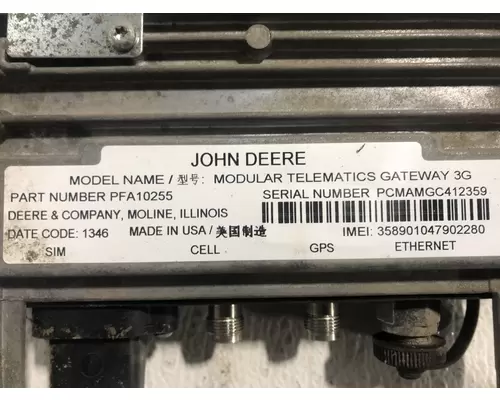 JOHN DEERE
MODEL NAME / 型号: MODULAR TELEMATICS GATEWAY 3G
PART NUMBER PFA10255 SERIAL NUMBER PCMAMGC412359
DEERE & COMPANY, MOLINE, ILLINOIS
DATE CODE: 1346 MADE IN USA / 美国制造 IMEI: 358901047902280
SIM CELL GPS ETHERNET